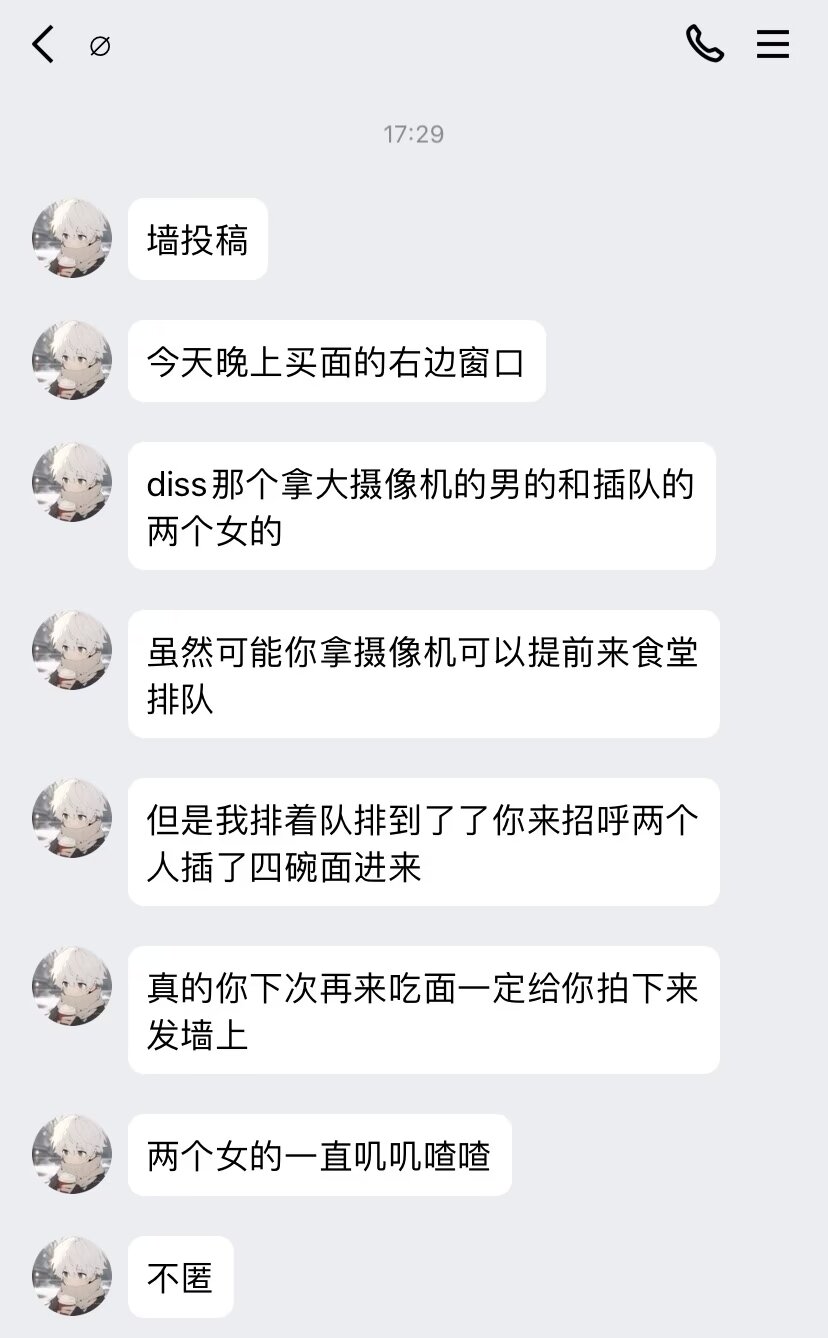 ∅
17:29
墙投稿
今天晚上买面的右边窗口
diss那个拿大摄像机的男的和插队的
两个女的
虽然可能你拿摄像机可以提前来食堂
排队
但是我排着队排到了了你来招呼两个
人插了四碗面进来
真的你下次再来吃面一定给你拍下来
发墙上
两个女的一直叽叽喳喳
不匿